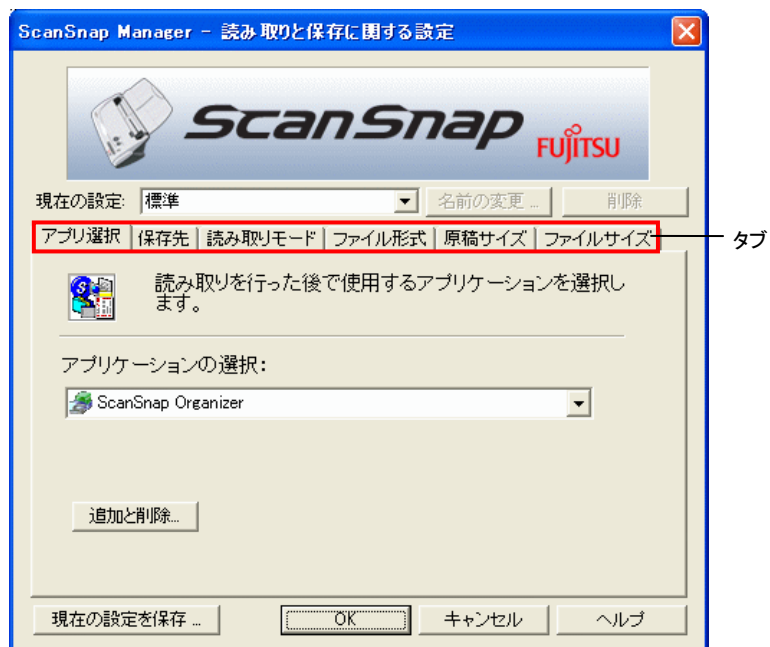 ScanSnap Manager - 読み取りと保存に関する設定
ScanSnap
FUJITSU
現在の設定: 標準 名前の変更 ... 削除
アプリ選択 保存先 読み取りモード ファイル形式 原稿サイズ ファイルサイズ タブ
読み取りを行った後で使用するアプリケーションを選択し
ます。
アプリケーションの選択:
ScanSnap Organizer
追加と削除...
現在の設定を保存 ... OK キャンセル ヘルプ